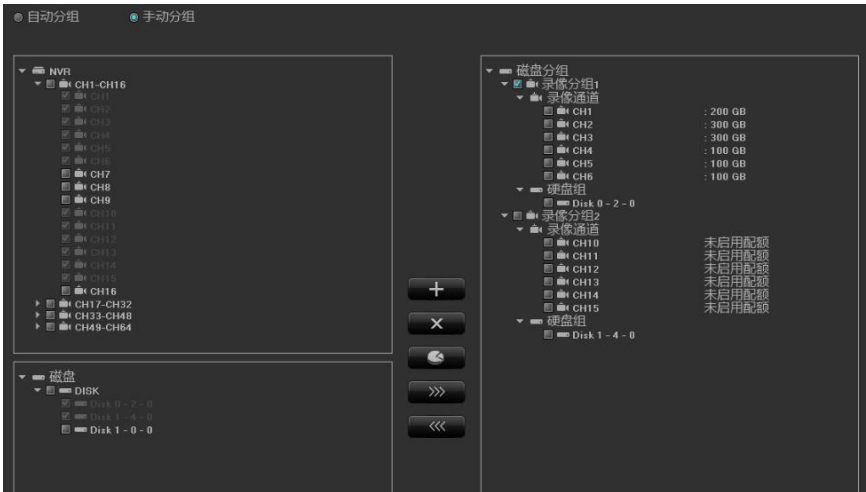 自动分组 手动分组
NVR
CH1-CH16
CH1
CH2
CH3
CH4
CH5
CH6
CH7
CH8
CH9
CH10
CH11
CH12
CH13
CH14
CH15
CH16
CH17-CH32
CH33-CH48
CH49-CH64
磁盘
DISK
Disk 0 - 2 - 0
Disk 1 - 4 - 0
Disk 1 - 0 - 0
磁盘分组
录像分组1
录像通道
CH1 : 200 GB
CH2 : 300 GB
CH3 : 300 GB
CH4 : 100 GB
CH5 : 100 GB
CH6 : 100 GB
硬盘组
Disk 0 - 2 - 0
录像分组2
录像通道
CH10 未启用配额
CH11 未启用配额
CH12 未启用配额
CH13 未启用配额
CH14 未启用配额
CH15 未启用配额
硬盘组
Disk 1 - 4 - 0